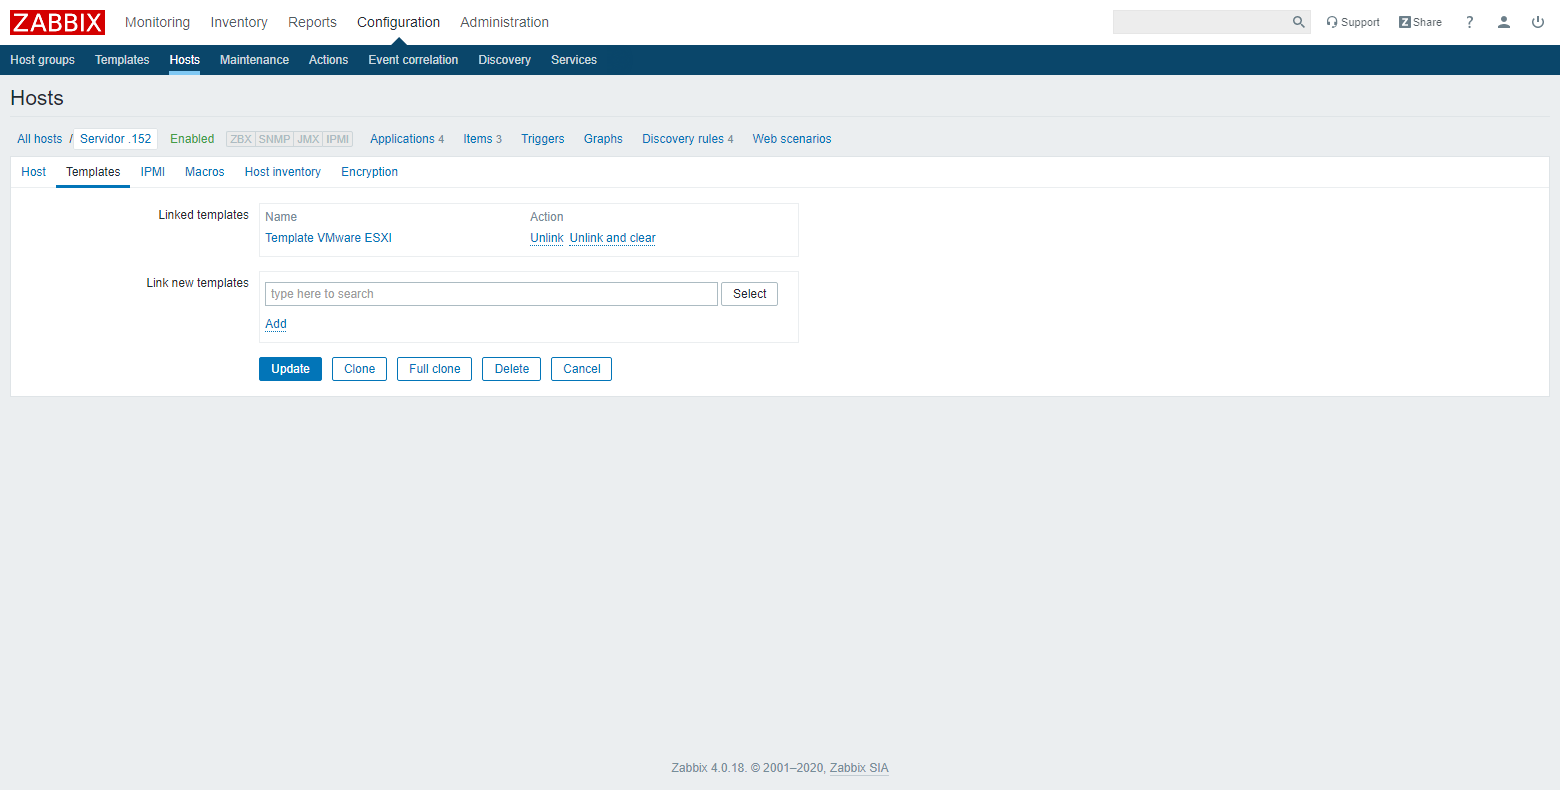 ZABBIX Monitoring Inventory Reports Configuration Administration Support Z Share ?
Host groups Templates Hosts Maintenance Actions Event correlation Discovery Services
Hosts
All hosts / Servidor .152 Enabled ZBX SNMP JMX IPMI Applications 4 Items 3 Triggers Graphs Discovery rules 4 Web scenarios
Host Templates IPMI Macros Host inventory Encryption
Linked templates Name Action
Template VMware ESXI Unlink Unlink and clear
Link new templates
type here to search Select
Add
Update Clone Full clone Delete Cancel
Zabbix 4.0.18. © 2001–2020, Zabbix SIA